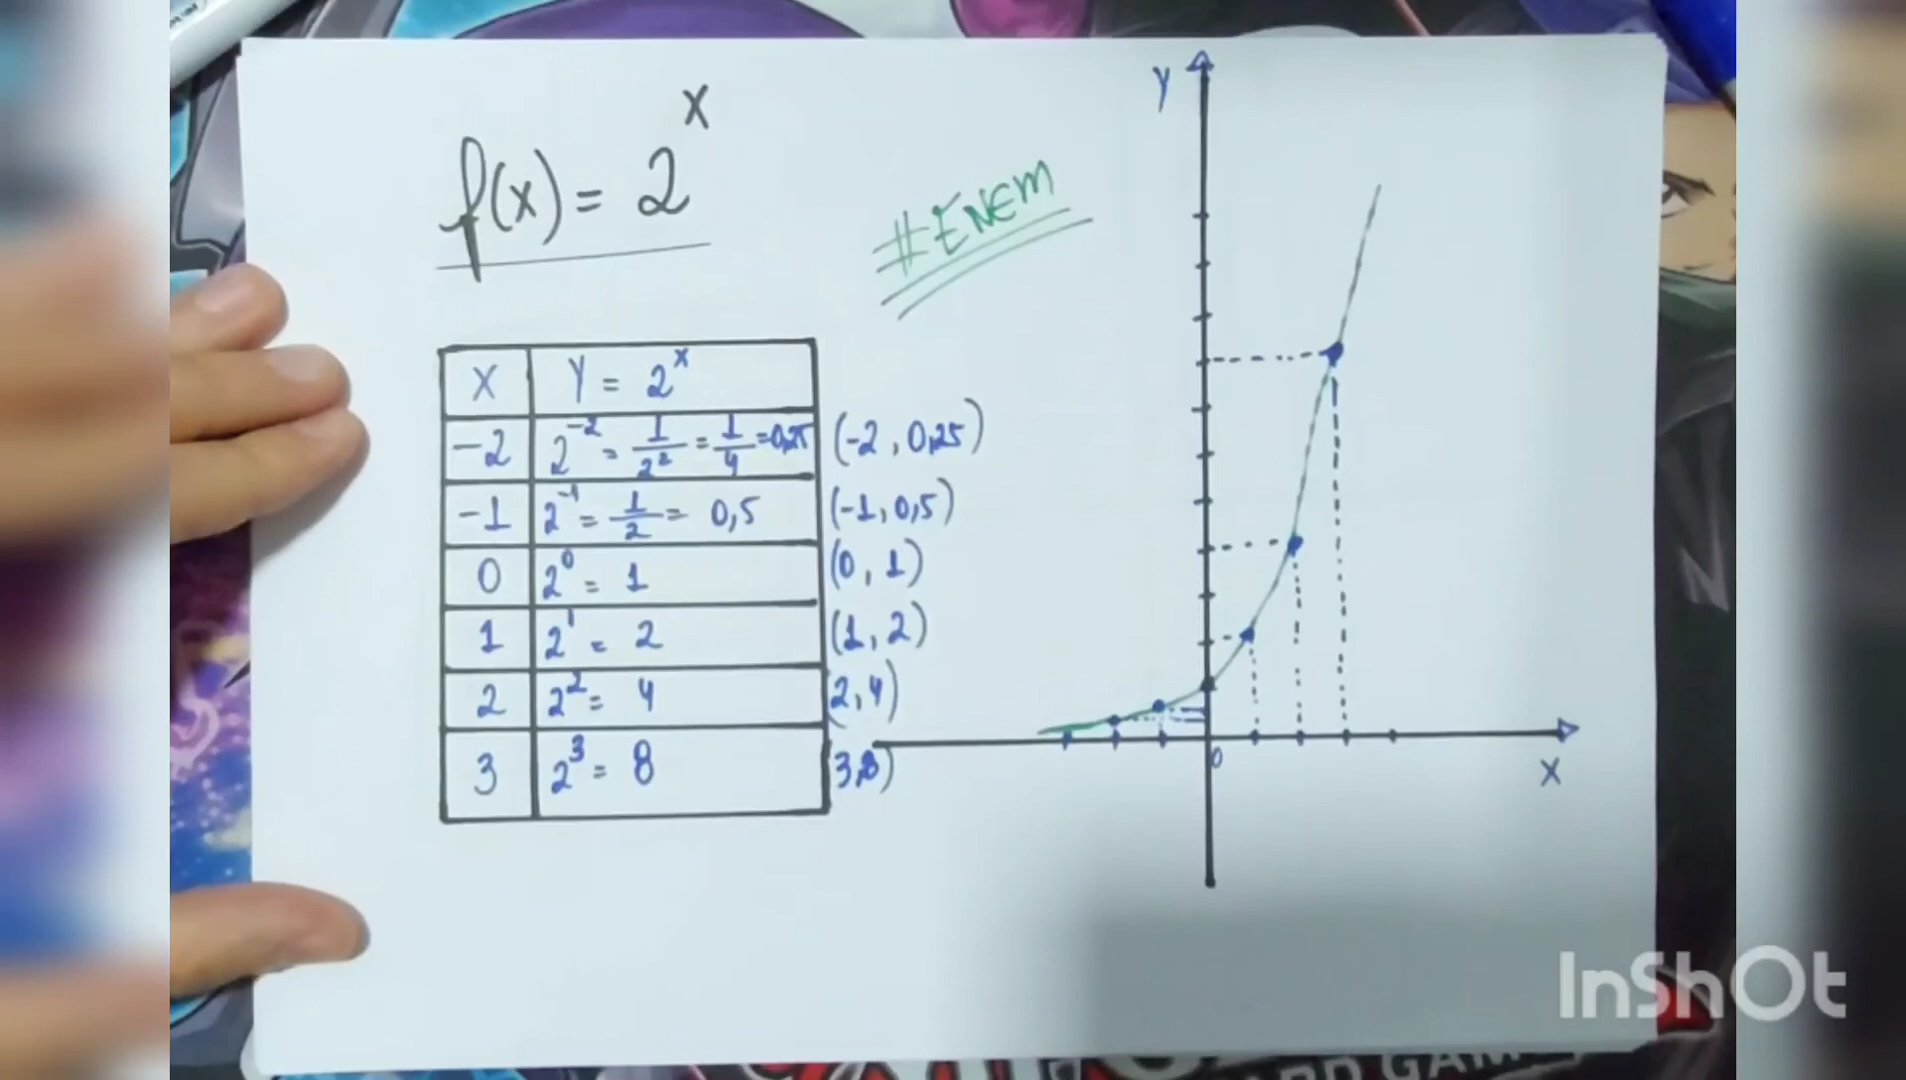 f(x) = 2^x
#ENEM
X Y = 2^x
-2 2^-2 = 1/2^2 = 1/4 = 0,25 (-2, 0,25)
-1 2^-1 = 1/2 = 0,5 (-1, 0,5)
0 2^0 = 1 (0, 1)
1 2^1 = 2 (1, 2)
2 2^2 = 4 (2, 4)
3 2^3 = 8 (3,8)
Y
0
X
InShOt